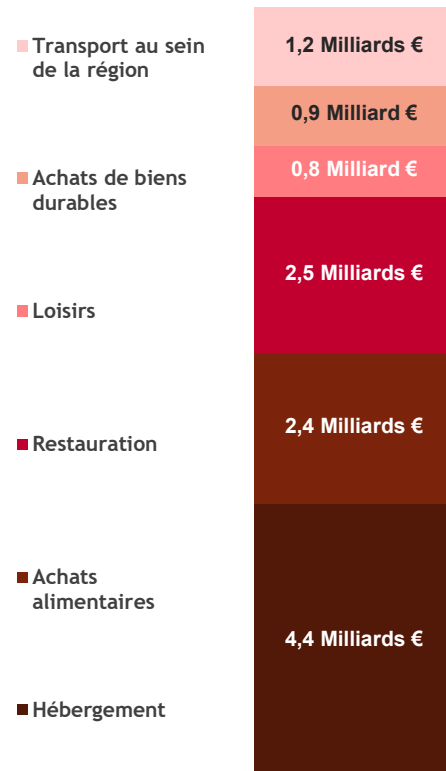 Transport au sein
de la région
Achats de biens
durables
Loisirs
Restauration
Achats
alimentaires
Hébergement
1,2 Milliards €
0,9 Milliard €
0,8 Milliard €
2,5 Milliards €
2,4 Milliards €
4,4 Milliards €